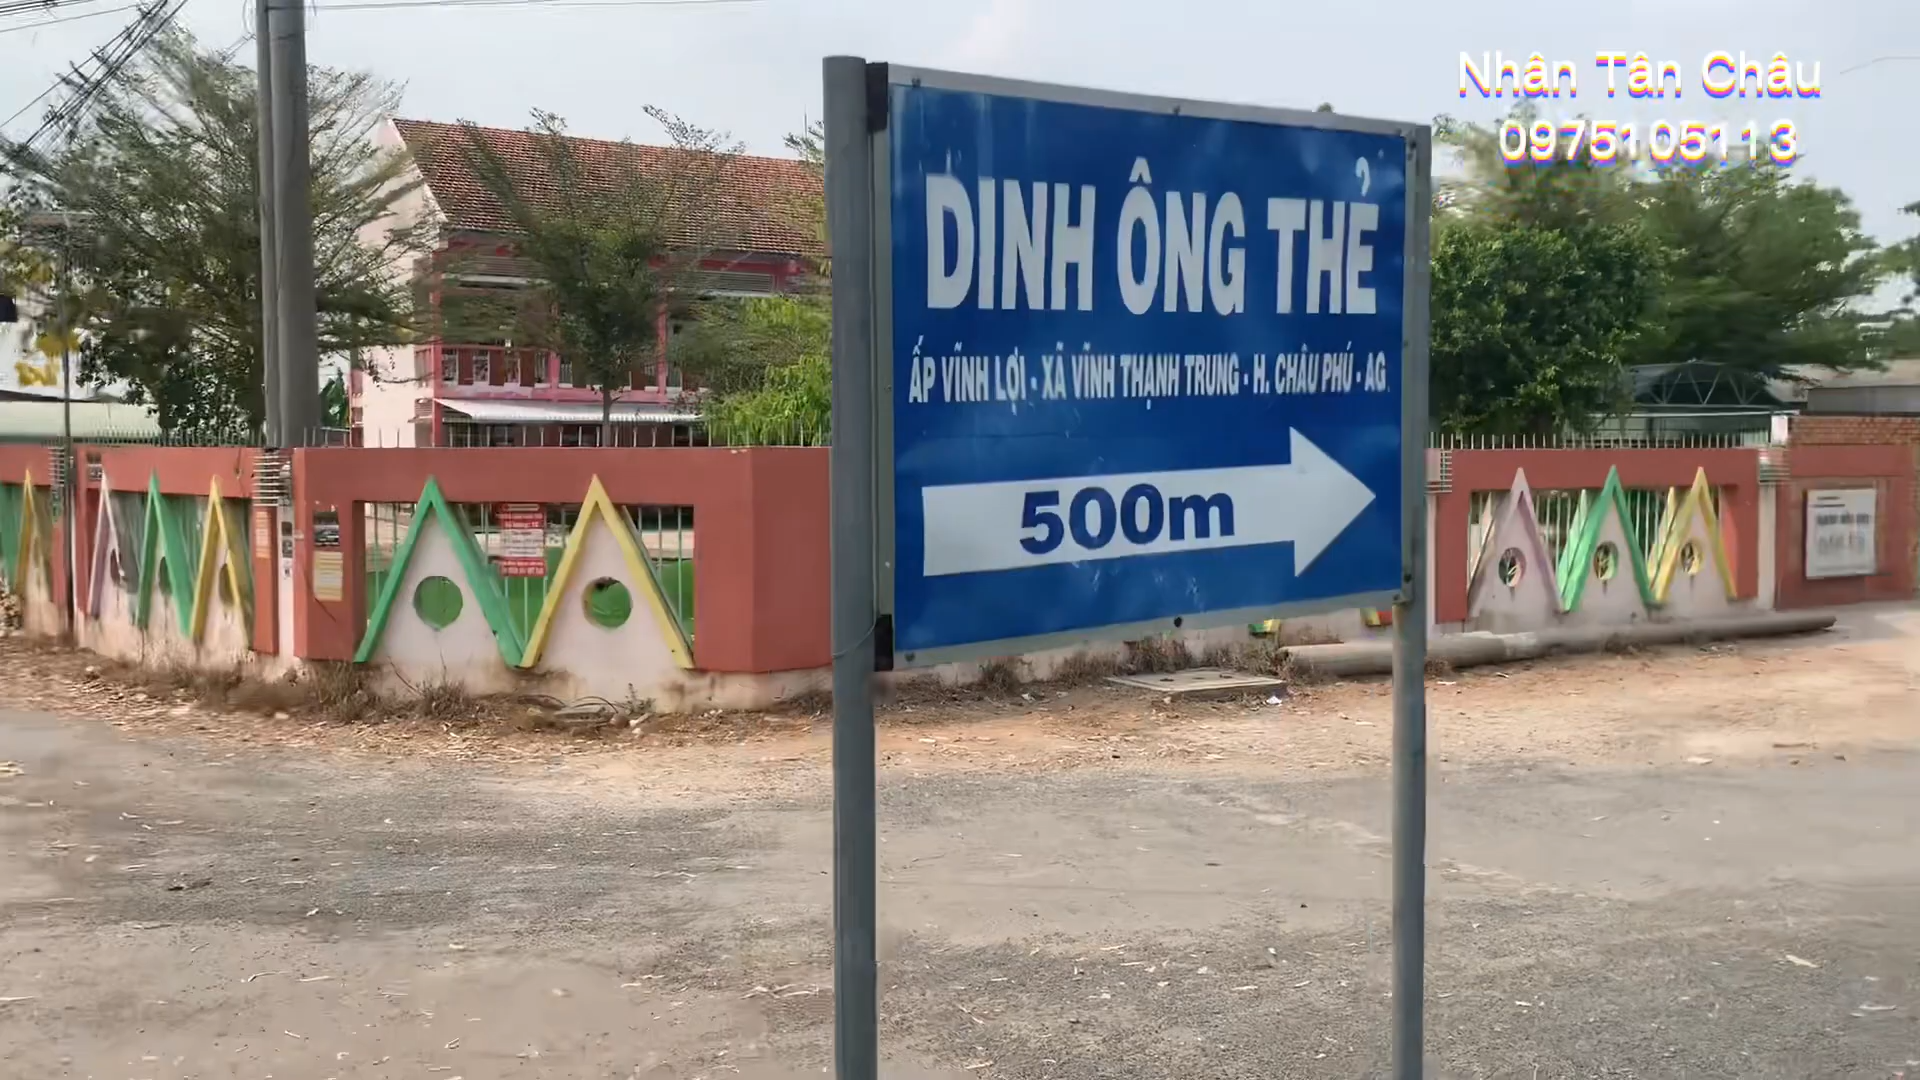 Nhân Tân Châu
0975105113
DINH ÔNG THẺ
ẤP VĨNH LỢI - XÃ VĨNH THẠNH TRUNG - H. CHÂU PHÚ - AG
500m